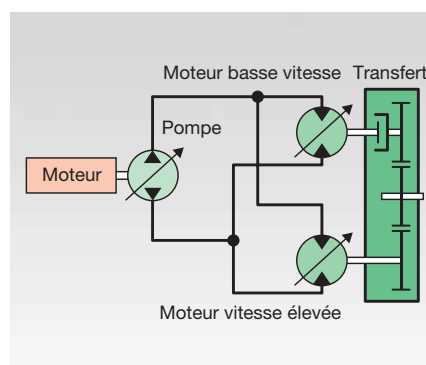 Moteur basse vitesse
Transfert
Pompe
Moteur
Moteur vitesse élevée